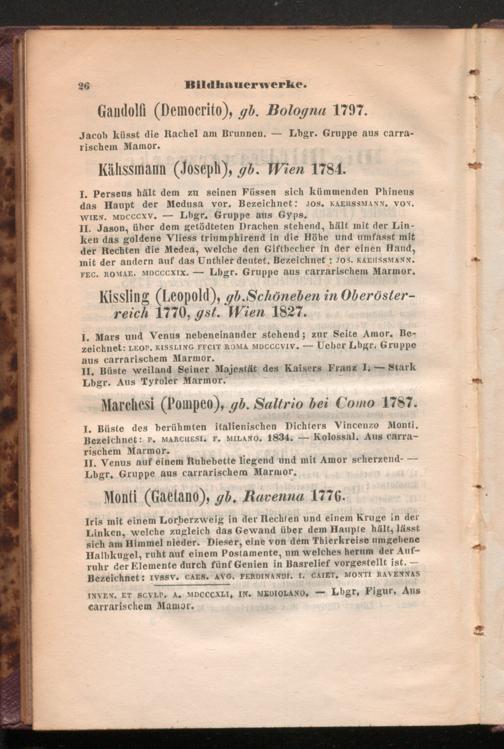 26 Bildhauerwerke.
Gandolfi (Democrito), gb. Bologna 1797.
Jacob küsst die Rachel am Brunnen. — Lbgr. Gruppe aus carra-
rischem Mamor.
Kähssmann (Joseph), gb. Wien 1784.
I. Perseus hält dem zu seinen Füssen sich kümmenden Phineus
das Haupt der Medusa vor. Bezeichnet: JOS. KAEHSSMANN. VON.
WIEN. MDCCCXV. — Lbgr. Gruppe aus Gyps.
II. Jason, über dem getödteten Drachen stehend, hält mit der Lin-
ken das goldene Vliess triumphirend in die Höhe und umfasst mit
der Rechten die Medea, welche den Giftbecher in der einen Hand,
mit der andern auf das Unthier deutet. Bezeichnet: JOS. KAEHSSMANN.
FEC. ROMAE. MDCCCXIX. — Lbgr. Gruppe aus carrarischem Marmor.
Kissling (Leopold), gb. Schöneben in Oberöster-
reich 1770, gst. Wien 1827.
I. Mars und Venus nebeneinander stehend; zur Seite Amor. Be-
zeichnet: LEOP. KISSLING FECIT ROMA MDCCCVIV. — Ueber Lbgr. Gruppe
aus carrarischem Marmor.
II. Büste weiland Seiner Majestät des Kaisers Franz I. — Stark
Lbgr. Aus Tyroler Marmor.
Marchesi (Pompeo), gb. Saltrio bei Como 1787.
I. Büste des berühmten italienischen Dichters Vincenzo Monti.
Bezeichnet: P. MARCHESI. F. MILANO. 1834. — Kolossal. Aus carra-
rischem Marmor.
II. Venus auf einem Ruhebette liegend und mit Amor scherzend- —
Lbgr. Gruppe aus carrarischem Marmor.
Monti (Gaetano), gb. Ravenna 1776.
Iris mit einem Lorberzweig in der Rechten und einem Kruge in der
Linken, welche zugleich das Gewand über dem Haupte hält, lässt
sich am Himmel nieder. Dieser, eine von dem Thierkreise umgebene
Halbkugel, ruht auf einem Postamente, um welches herum der Auf-
ruhr der Elemente durch fünf Genien in Basrelief vorgestellt ist. —
Bezeichnet: IVSSV. CAES. AVG. FERDINANDI. I. CAIET, MONTI RAVENNAS
INVEN. ET SCVLP. A. MDCCCXLI, IN. MEDIOLANO. — Lbgr, Figur. Aus
carrarischem Mamor.